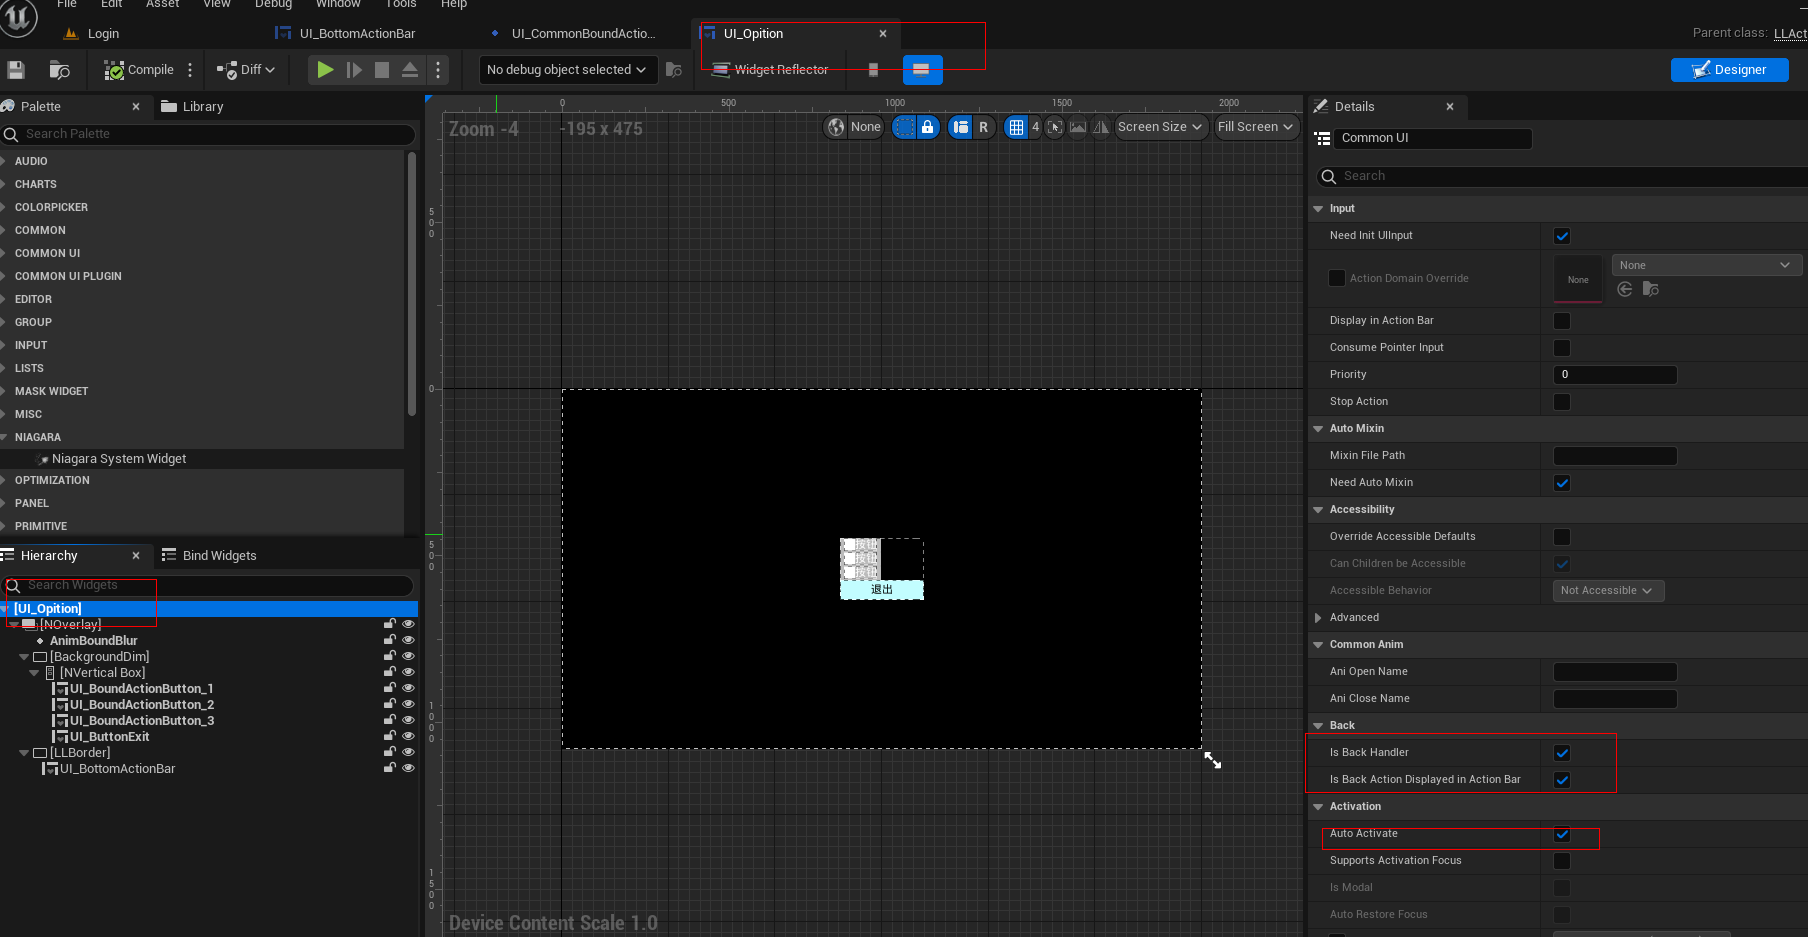 File Edit Asset View Debug Window Tools Help
Login UI_BottomActionBar UI_CommonBoundActio... UI_Opition
Parent class: LLAct
Compile Diff No debug object selected Widget Reflector Designer
Palette Library
Search Palette
AUDIO
CHARTS
COLORPICKER
COMMON
COMMON UI
COMMON UI PLUGIN
EDITOR
GROUP
INPUT
LISTS
MASK WIDGET
MISC
NIAGARA
Niagara System Widget
OPTIMIZATION
PANEL
PRIMITIVE
Hierarchy Bind Widgets
Search Widgets
[UI_Opition]
[NOverlay]
AnimBoundBlur
[BackgroundDim]
[NVertical Box]
UI_BoundActionButton_1
UI_BoundActionButton_2
UI_BoundActionButton_3
UI_ButtonExit
[LLBorder]
UI_BottomActionBar
0 500 1000 1500 2000
Zoom -4 -195 x 475
None R 4 Screen Size Fill Screen
500
0
500
1000
1500
退出
Device Content Scale 1.0
Details
Common UI
Search
Input
Need Init UIInput
Action Domain Override None None
Display in Action Bar
Consume Pointer Input
Priority 0
Stop Action
Auto Mixin
Mixin File Path
Need Auto Mixin
Accessibility
Override Accessible Defaults
Can Children be Accessible
Accessible Behavior Not Accessible
Advanced
Common Anim
Ani Open Name
Ani Close Name
Back
Is Back Handler
Is Back Action Displayed in Action Bar
Activation
Auto Activate
Supports Activation Focus
Is Modal
Auto Restore Focus